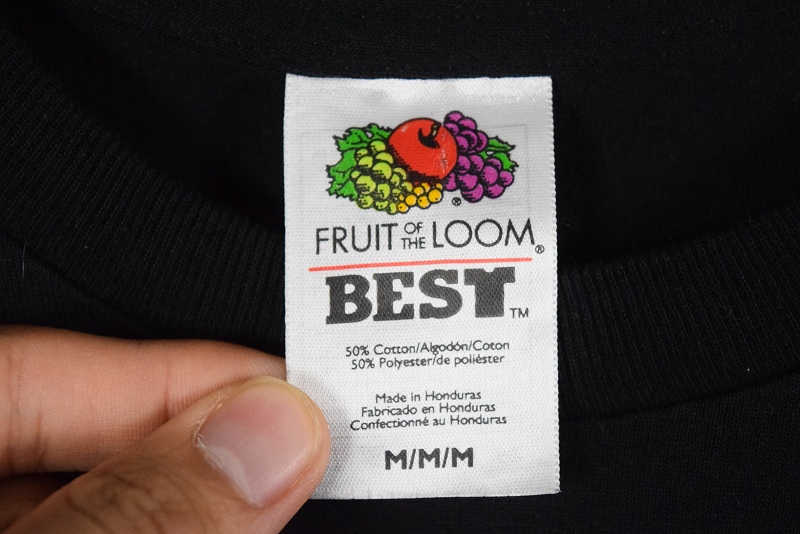 ®
FRUIT OF THE LOOM®
BEST™
50% Cotton/Algodón/Coton
50% Polyester/de poliéster
Made in Honduras
Fabricado en Honduras
Confectionné au Honduras
M/M/M